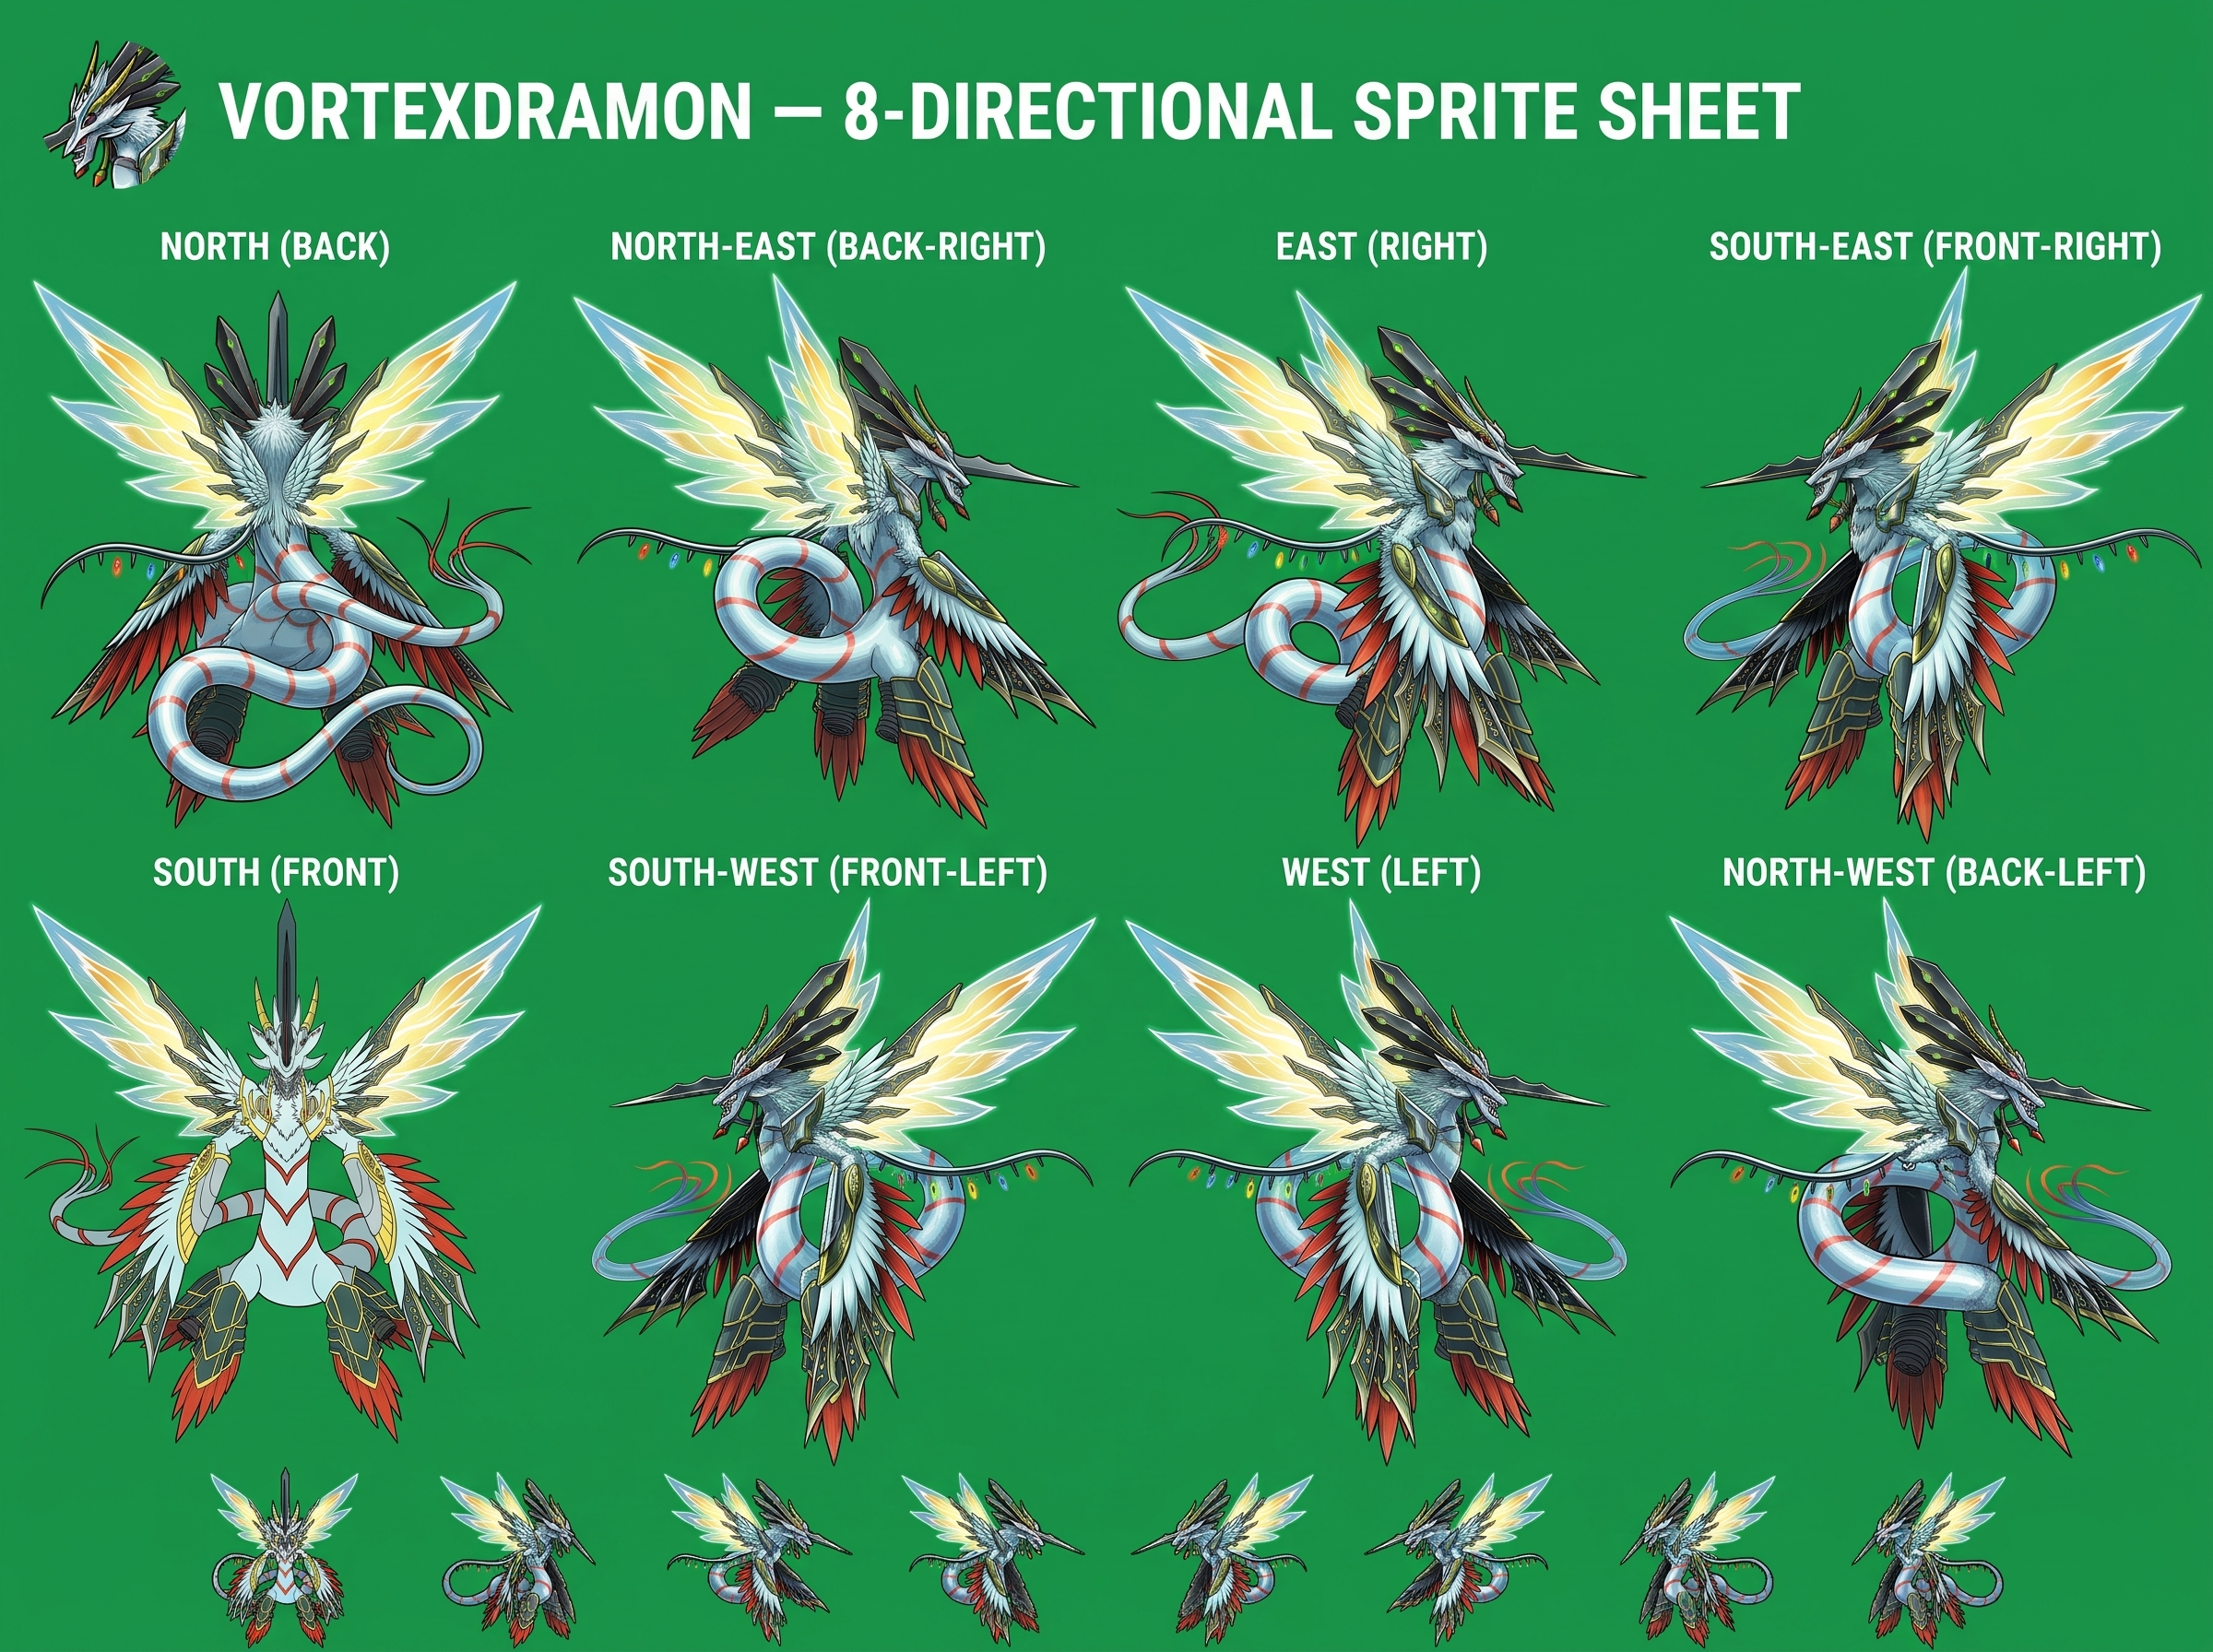 VORTEXDRAMON — 8-DIRECTIONAL SPRITE SHEET
NORTH (BACK)
NORTH-EAST (BACK-RIGHT)
EAST (RIGHT)
SOUTH-EAST (FRONT-RIGHT)
SOUTH (FRONT)
SOUTH-WEST (FRONT-LEFT)
WEST (LEFT)
NORTH-WEST (BACK-LEFT)